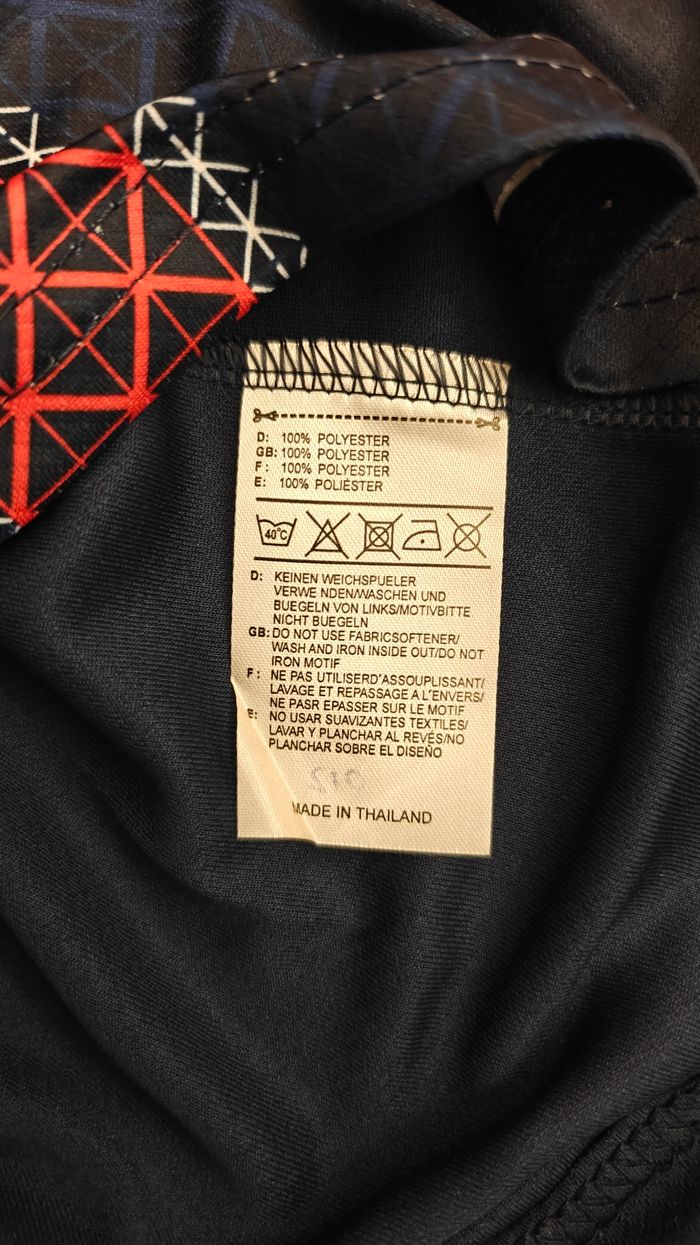 D: 100% POLYESTER
GB: 100% POLYESTER
F: 100% POLYESTER
E: 100% POLIÉSTER
40°C
D: KEINEN WEICHSPUELER
VERWE NDEN/WASCHEN UND
BUEGELN VON LINKS/MOTIVBITTE
NICHT BUEGELN
GB: DO NOT USE FABRICSOFTENER/
WASH AND IRON INSIDE OUT/DO NOT
IRON MOTIF
F: NE PAS UTILISERD'ASSOUPLISSANT/
LAVAGE ET REPASSAGE A L'ENVERS/
NE PASR EPASSER SUR LE MOTIF
E: NO USAR SUAVIZANTES TEXTILES/
LAVAR Y PLANCHAR AL REVÉS/NO
PLANCHAR SOBRE EL DISEÑO
MADE IN THAILAND